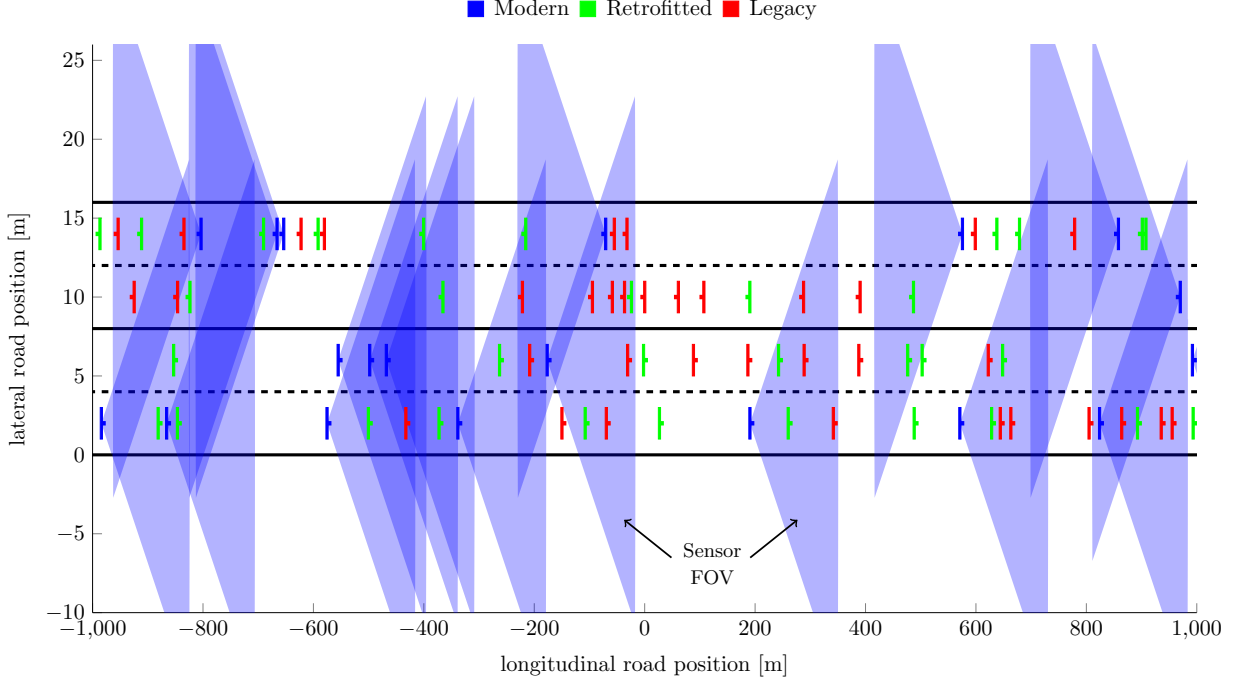 Modern Retrofitted Legacy
25
20
15
10
5
0
−5
−10
lateral road position [m]
Sensor
FOV
−1,000 −800 −600 −400 −200 0 200 400 600 800 1,000
longitudinal road position [m]